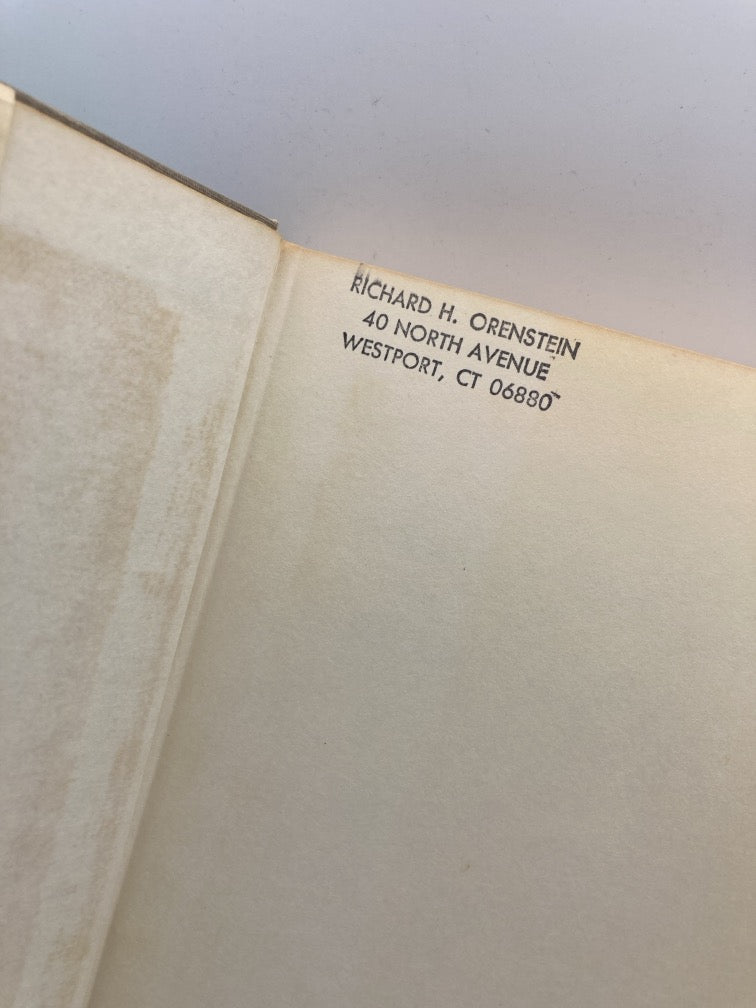 RICHARD H. ORENSTEIN
40 NORTH AVENUE
WESTPORT, CT 06880